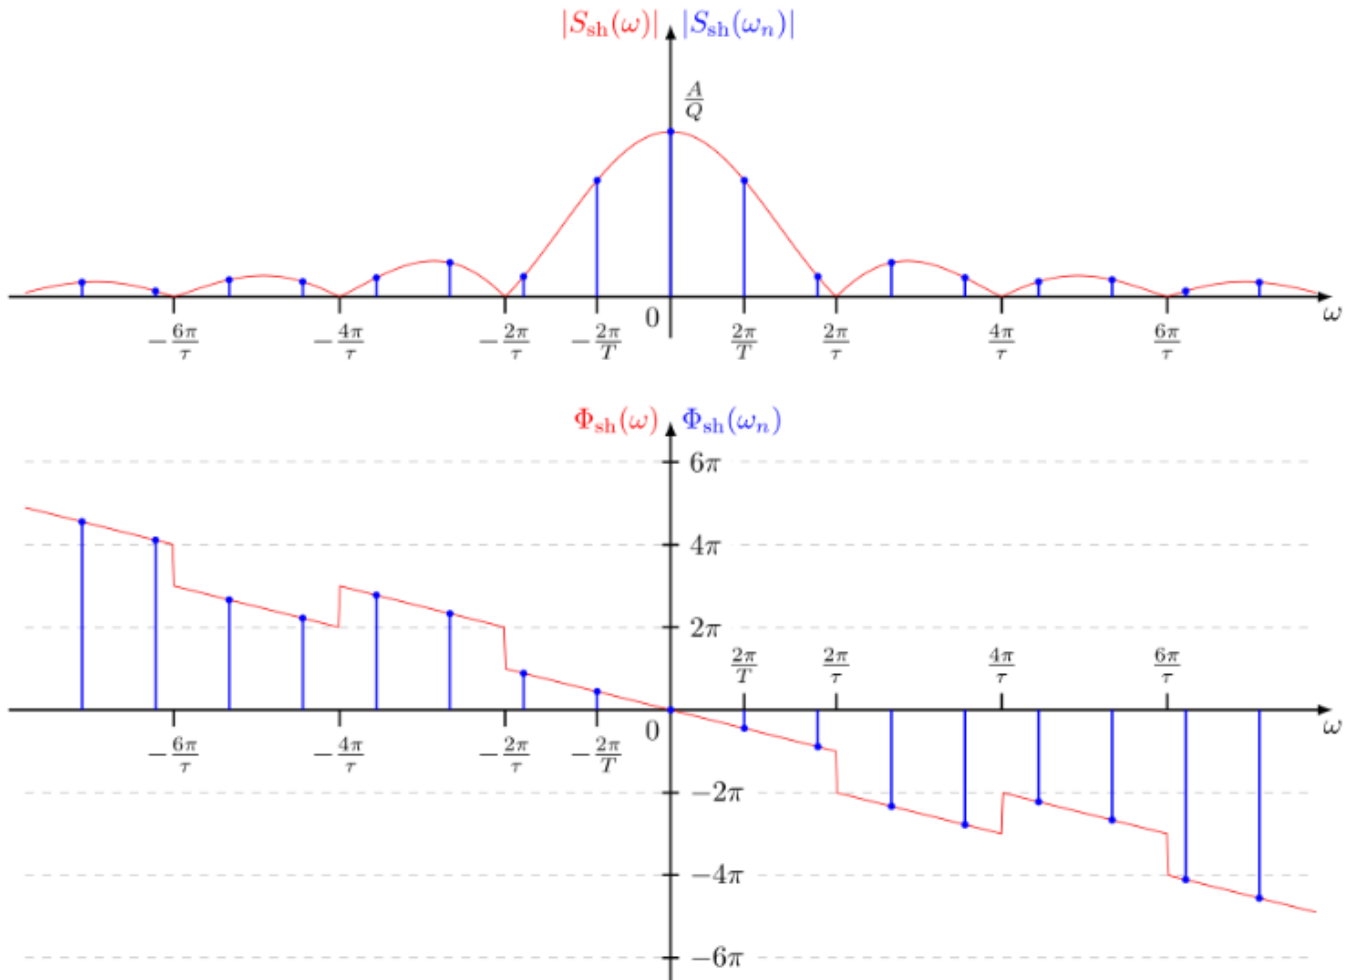 |S_sh(ω)| |S_sh(ω_n)|
A/Q
0
ω
−6π/τ −4π/τ −2π/τ −2π/T 2π/T 2π/τ 4π/τ 6π/τ
Φ_sh(ω) Φ_sh(ω_n)
6π
4π
2π
2π/T 2π/τ 4π/τ 6π/τ
0
ω
−6π/τ −4π/τ −2π/τ −2π/T
−2π
−4π
−6π